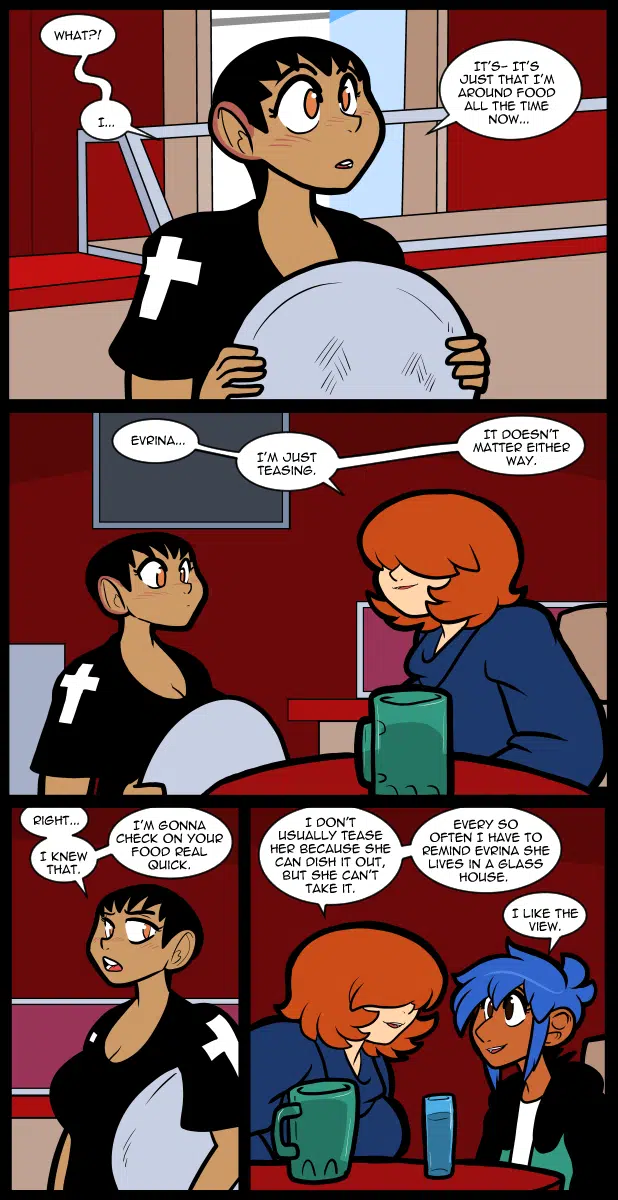 WHAT?!
I...
IT'S- IT'S
JUST THAT I'M
AROUND FOOD
ALL THE TIME
NOW...
EVRINA...
I'M JUST
TEASING.
IT DOESN'T
MATTER EITHER
WAY.
RIGHT...
I KNEW
THAT.
I'M GONNA
CHECK ON YOUR
FOOD REAL
QUICK.
I DON'T
USUALLY TEASE
HER BECAUSE SHE
CAN DISH IT OUT,
BUT SHE CAN'T
TAKE IT.
EVERY SO
OFTEN I HAVE TO
REMIND EVRINA SHE
LIVES IN A GLASS
HOUSE.
I LIKE THE
VIEW.